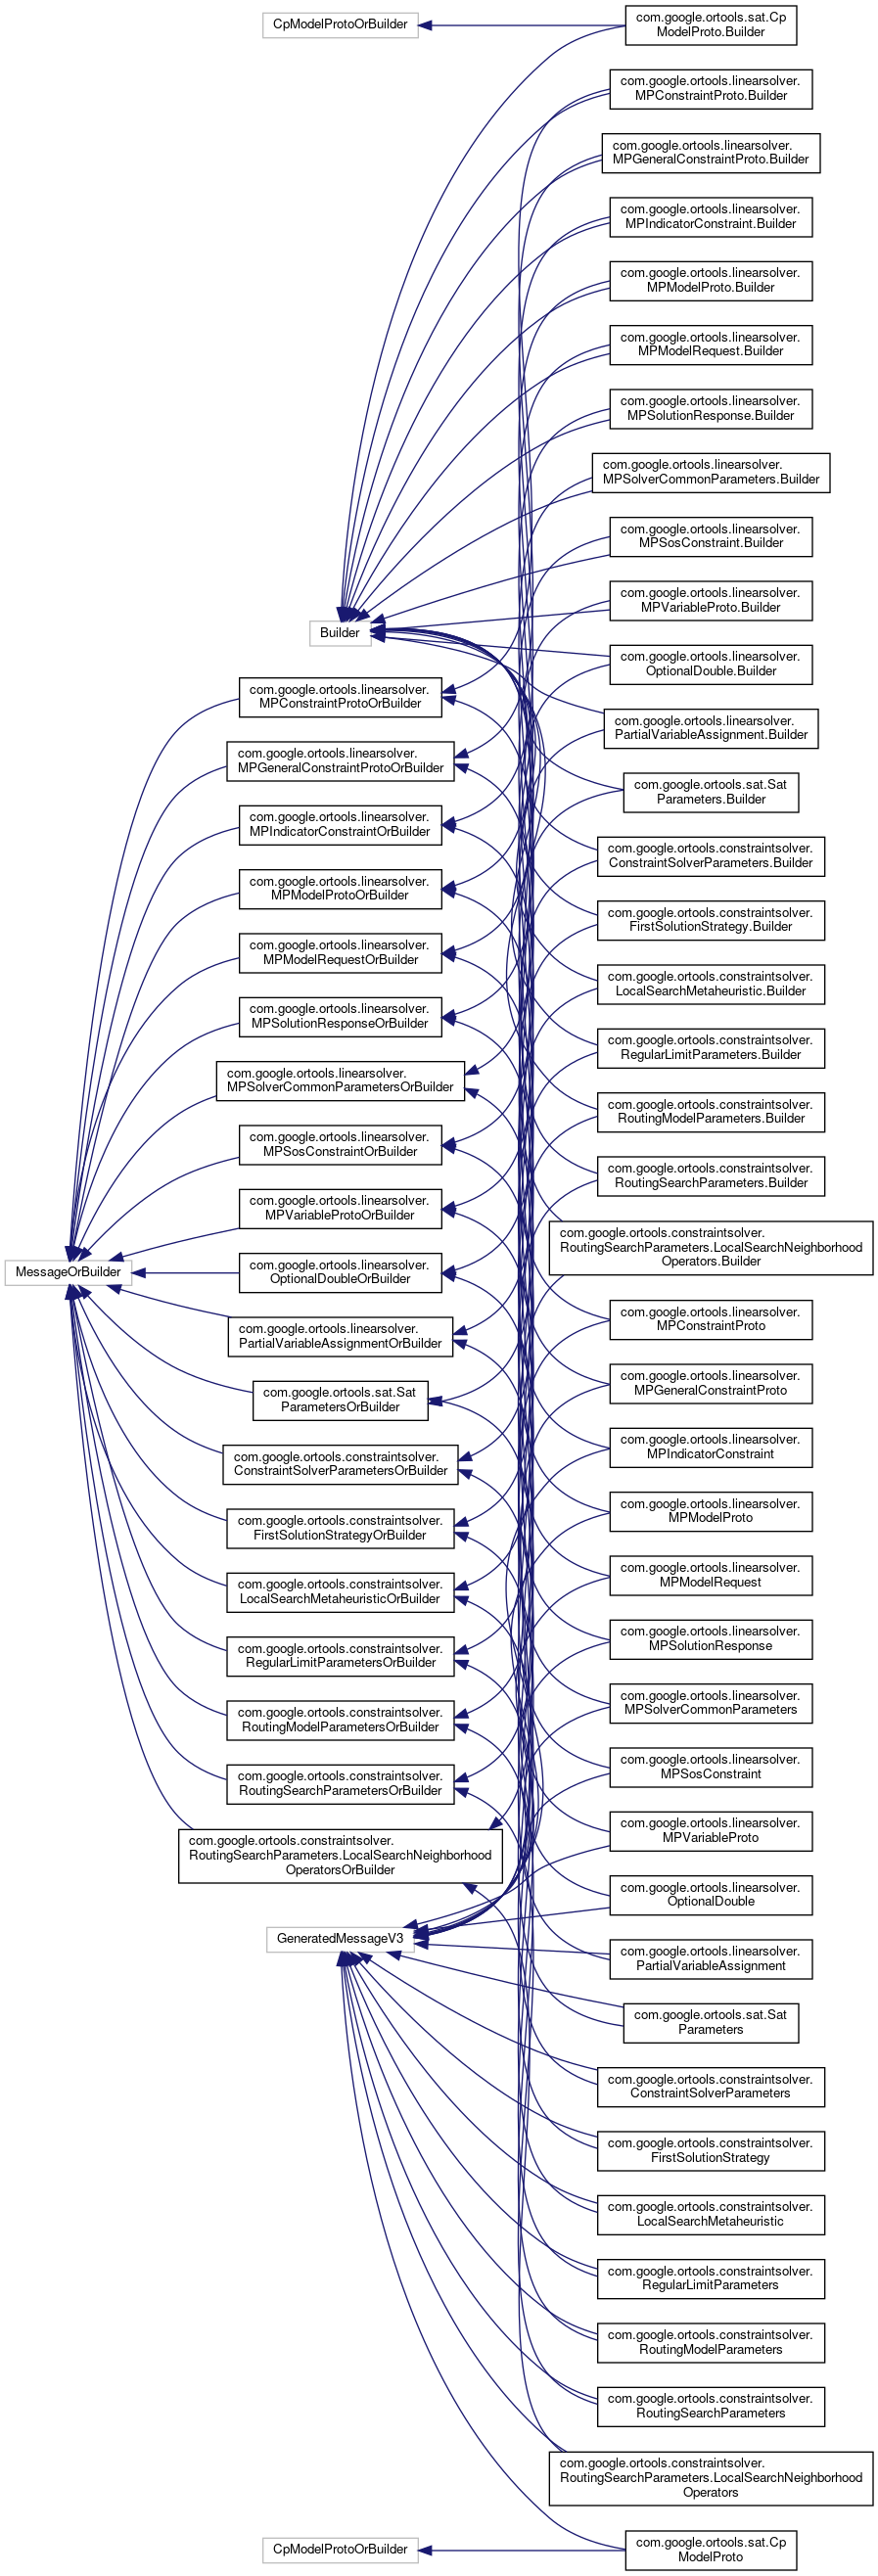 CpModelProtoOrBuilder
com.google.ortools.sat.Cp
ModelProto.Builder
com.google.ortools.linearsolver.
MPConstraintProto.Builder
com.google.ortools.linearsolver.
MPGeneralConstraintProto.Builder
com.google.ortools.linearsolver.
MPIndicatorConstraint.Builder
com.google.ortools.linearsolver.
MPModelProto.Builder
com.google.ortools.linearsolver.
MPModelRequest.Builder
com.google.ortools.linearsolver.
MPSolutionResponse.Builder
com.google.ortools.linearsolver.
MPSolverCommonParameters.Builder
com.google.ortools.linearsolver.
MPSosConstraint.Builder
com.google.ortools.linearsolver.
MPVariableProto.Builder
Builder
com.google.ortools.linearsolver.
OptionalDouble.Builder
com.google.ortools.linearsolver.
PartialVariableAssignment.Builder
com.google.ortools.sat.Sat
Parameters.Builder
com.google.ortools.constraintsolver.
ConstraintSolverParameters.Builder
com.google.ortools.constraintsolver.
FirstSolutionStrategy.Builder
com.google.ortools.constraintsolver.
LocalSearchMetaheuristic.Builder
com.google.ortools.constraintsolver.
RegularLimitParameters.Builder
com.google.ortools.constraintsolver.
RoutingModelParameters.Builder
com.google.ortools.constraintsolver.
RoutingSearchParameters.Builder
com.google.ortools.constraintsolver.
RoutingSearchParameters.LocalSearchNeighborhood
Operators.Builder
MessageOrBuilder
com.google.ortools.linearsolver.
MPConstraintProtoOrBuilder
com.google.ortools.linearsolver.
MPGeneralConstraintProtoOrBuilder
com.google.ortools.linearsolver.
MPIndicatorConstraintOrBuilder
com.google.ortools.linearsolver.
MPModelProtoOrBuilder
com.google.ortools.linearsolver.
MPModelRequestOrBuilder
com.google.ortools.linearsolver.
MPSolutionResponseOrBuilder
com.google.ortools.linearsolver.
MPSolverCommonParametersOrBuilder
com.google.ortools.linearsolver.
MPSosConstraintOrBuilder
com.google.ortools.linearsolver.
MPVariableProtoOrBuilder
com.google.ortools.linearsolver.
OptionalDoubleOrBuilder
com.google.ortools.linearsolver.
PartialVariableAssignmentOrBuilder
com.google.ortools.sat.Sat
ParametersOrBuilder
com.google.ortools.constraintsolver.
ConstraintSolverParametersOrBuilder
com.google.ortools.constraintsolver.
FirstSolutionStrategyOrBuilder
com.google.ortools.constraintsolver.
LocalSearchMetaheuristicOrBuilder
com.google.ortools.constraintsolver.
RegularLimitParametersOrBuilder
com.google.ortools.constraintsolver.
RoutingModelParametersOrBuilder
com.google.ortools.constraintsolver.
RoutingSearchParametersOrBuilder
com.google.ortools.constraintsolver.
RoutingSearchParameters.LocalSearchNeighborhood
OperatorsOrBuilder
GeneratedMessageV3
com.google.ortools.linearsolver.
MPConstraintProto
com.google.ortools.linearsolver.
MPGeneralConstraintProto
com.google.ortools.linearsolver.
MPIndicatorConstraint
com.google.ortools.linearsolver.
MPModelProto
com.google.ortools.linearsolver.
MPModelRequest
com.google.ortools.linearsolver.
MPSolutionResponse
com.google.ortools.linearsolver.
MPSolverCommonParameters
com.google.ortools.linearsolver.
MPSosConstraint
com.google.ortools.linearsolver.
MPVariableProto
com.google.ortools.linearsolver.
OptionalDouble
com.google.ortools.linearsolver.
PartialVariableAssignment
com.google.ortools.sat.Sat
Parameters
com.google.ortools.constraintsolver.
ConstraintSolverParameters
com.google.ortools.constraintsolver.
FirstSolutionStrategy
com.google.ortools.constraintsolver.
LocalSearchMetaheuristic
com.google.ortools.constraintsolver.
RegularLimitParameters
com.google.ortools.constraintsolver.
RoutingModelParameters
com.google.ortools.constraintsolver.
RoutingSearchParameters
com.google.ortools.constraintsolver.
RoutingSearchParameters.LocalSearchNeighborhood
Operators
CpModelProtoOrBuilder
com.google.ortools.sat.Cp
ModelProto